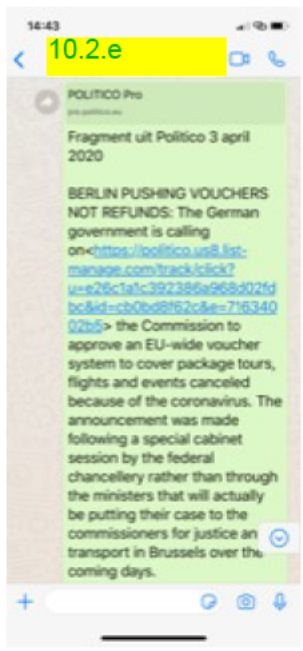 14:43
10.2.e
POLITICO Pro
pro.politico.eu
Fragment uit Politico 3 april
2020
BERLIN PUSHING VOUCHERS
NOT REFUNDS: The German
government is calling
on<https://politico.us8.list-
manage.com/track/click?
u=e26c1a1c392386a968d02fd
bc&id=cb0bd8f62c&e=716340
02b5> the Commission to
approve an EU-wide voucher
system to cover package tours,
flights and events canceled
because of the coronavirus. The
announcement was made
following a special cabinet
session by the federal
chancellery rather than through
the ministers that will actually
be putting their case to the
commissioners for justice an
transport in Brussels over the
coming days.